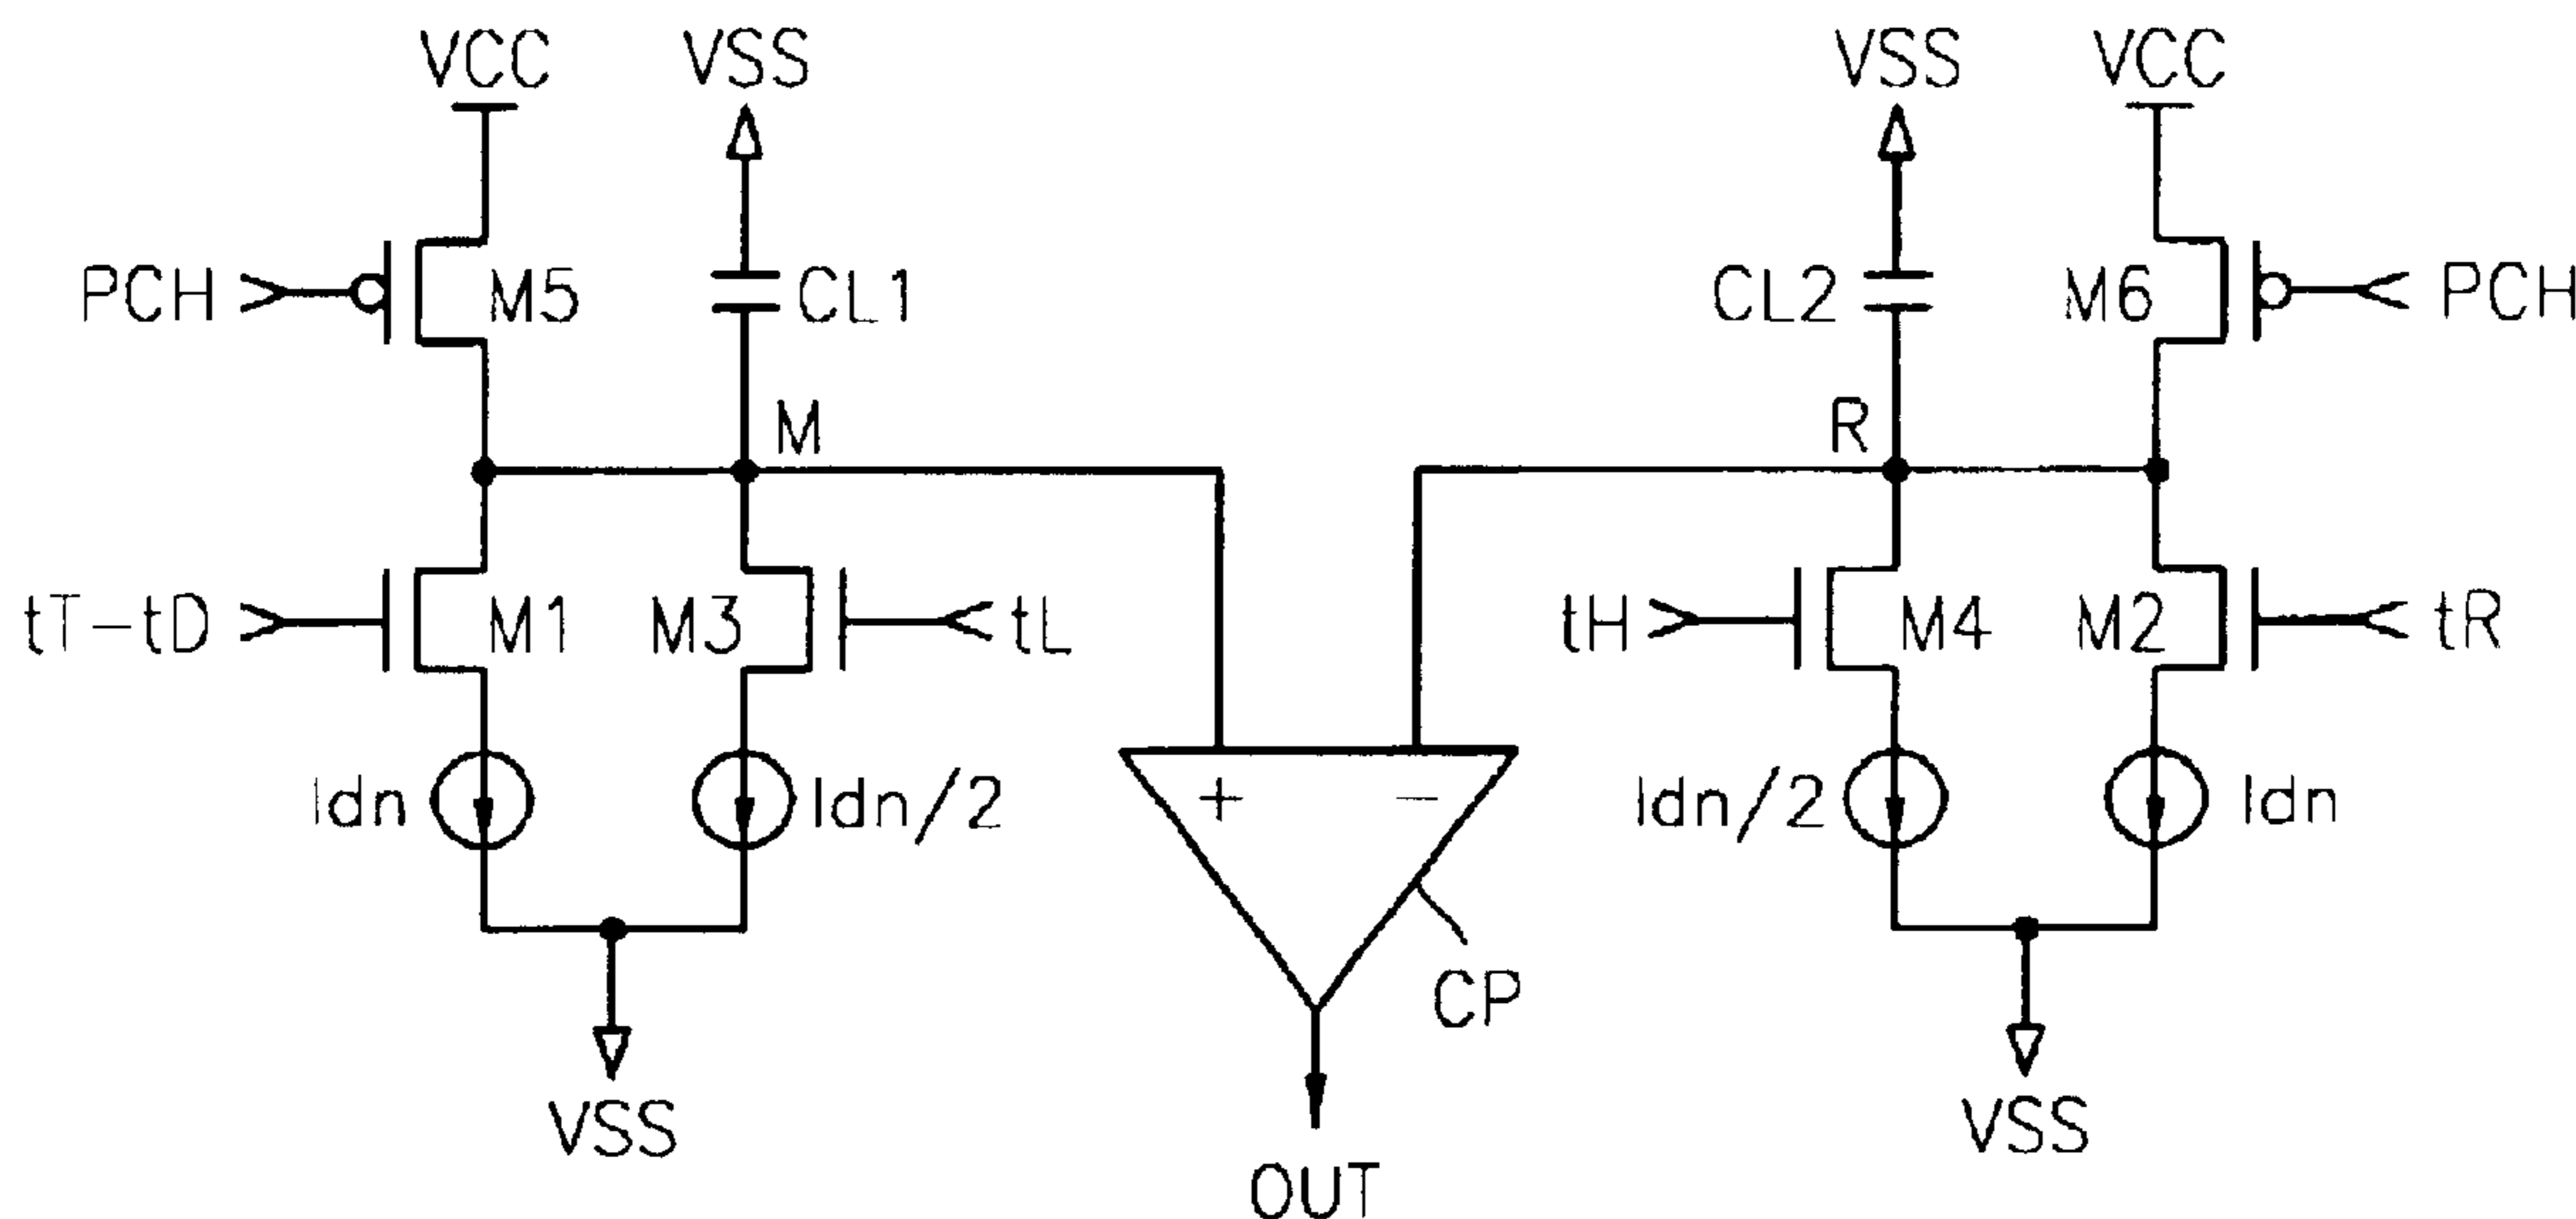 VCC VSS VSS VCC
PCH M5 CL1 CL2 M6 PCH
M R
tT-tD M1 M3 tL tH M4 M2 tR
Idn Idn/2 + - Idn/2 Idn
CP
VSS VSS
OUT